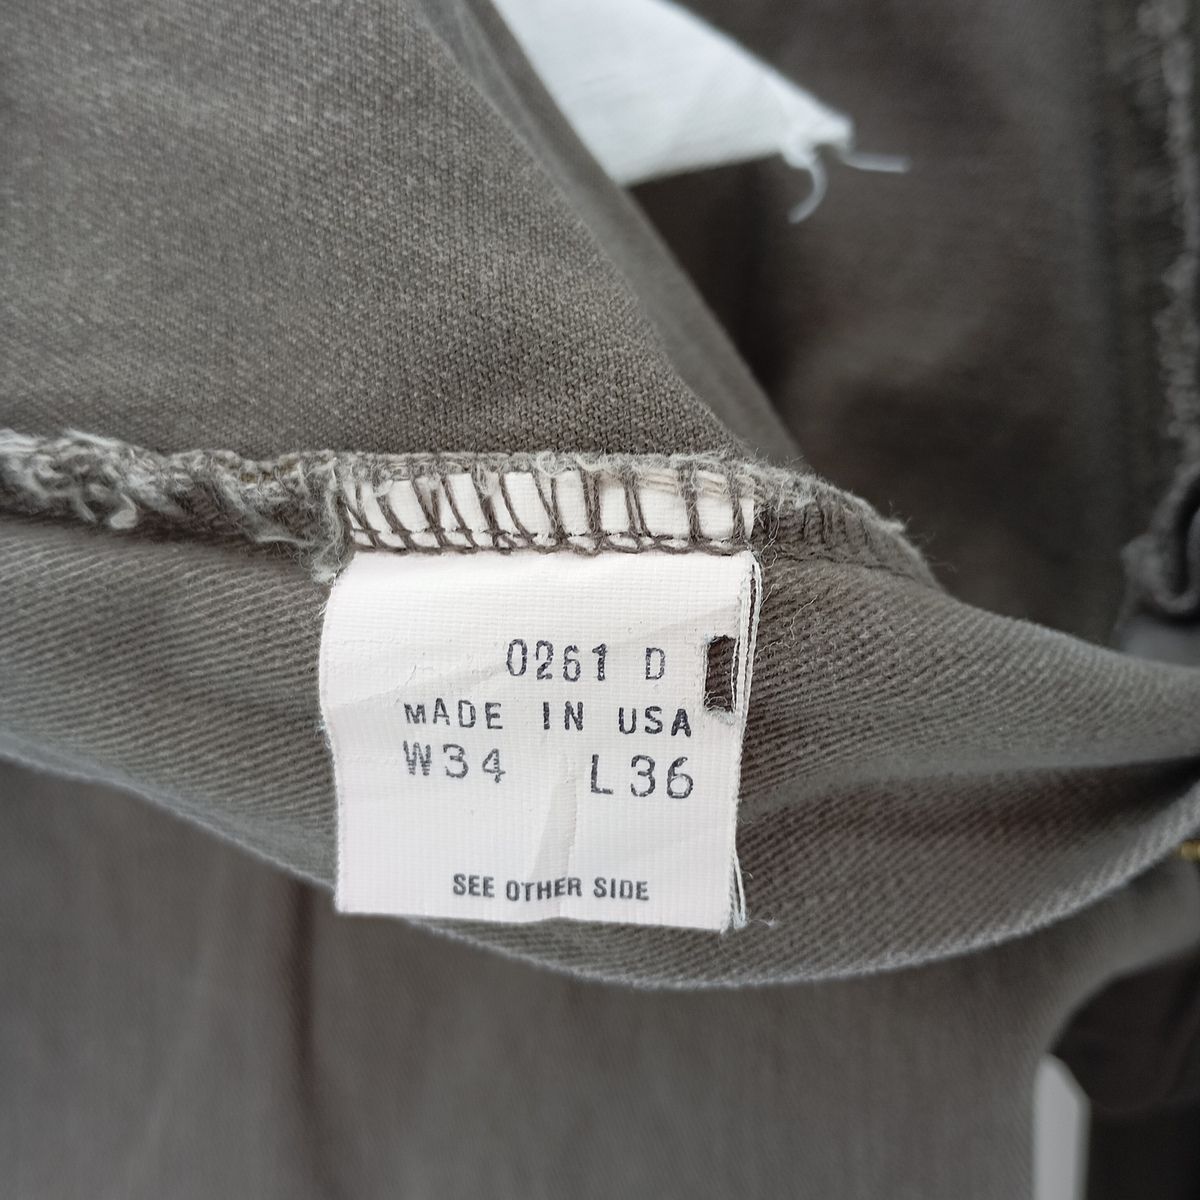 0261 D
MADE IN USA
W34 L36
SEE OTHER SIDE